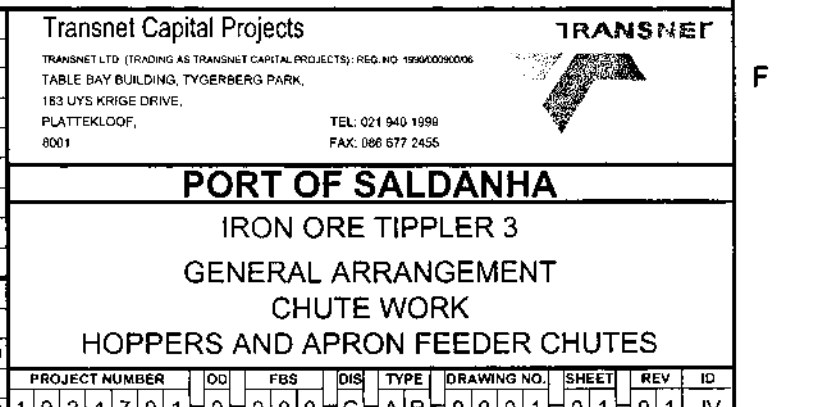 Transnet Capital Projects
TRANSNET
TRANSNET LTD (TRADING AS TRANSNET CAPITAL PROJECTS): REG. NO 1990/000900/06
TABLE BAY BUILDING, TYGERBERG PARK,
163 UYS KRIGE DRIVE,
PLATTEKLOOF, TEL: 021 940 1999
8001 FAX: 086 677 2455
F
PORT OF SALDANHA
IRON ORE TIPPLER 3
GENERAL ARRANGEMENT
CHUTE WORK
HOPPERS AND APRON FEEDER CHUTES
PROJECT NUMBER OD FBS DIS TYPE DRAWING NO. SHEET REV ID